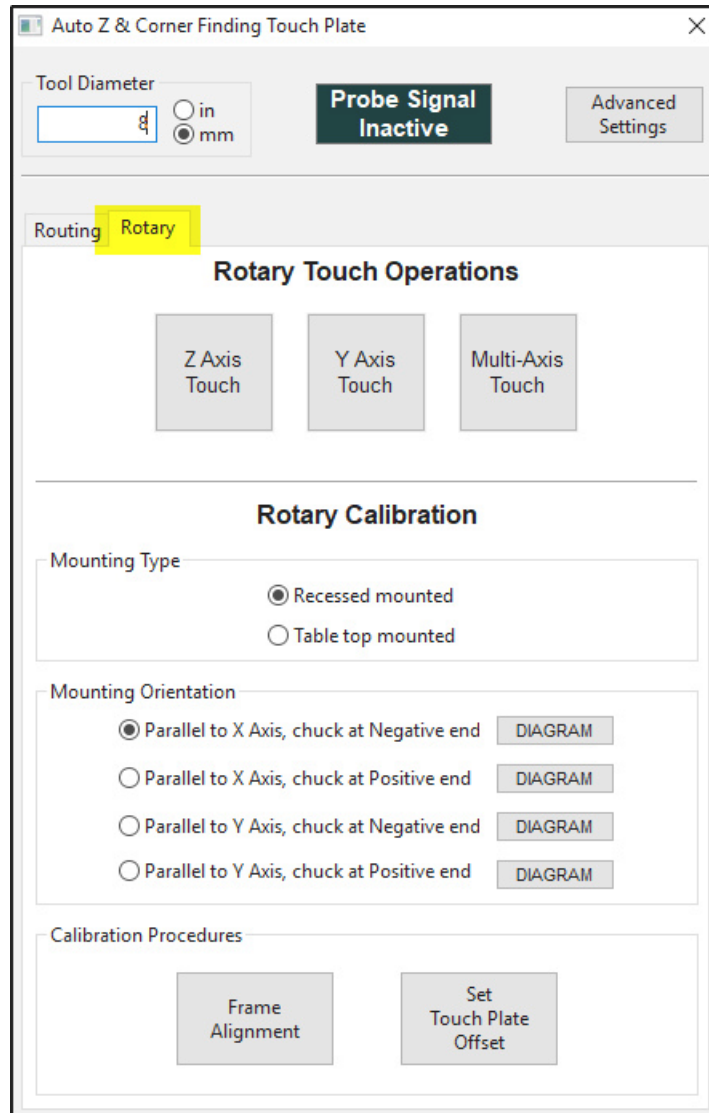 Auto Z & Corner Finding Touch Plate
Tool Diameter
8
in
mm
Probe Signal
Inactive
Advanced
Settings
Routing
Rotary
Rotary Touch Operations
Z Axis
Touch
Y Axis
Touch
Multi-Axis
Touch
Rotary Calibration
Mounting Type
Recessed mounted
Table top mounted
Mounting Orientation
Parallel to X Axis, chuck at Negative end DIAGRAM
Parallel to X Axis, chuck at Positive end DIAGRAM
Parallel to Y Axis, chuck at Negative end DIAGRAM
Parallel to Y Axis, chuck at Positive end DIAGRAM
Calibration Procedures
Frame
Alignment
Set
Touch Plate
Offset